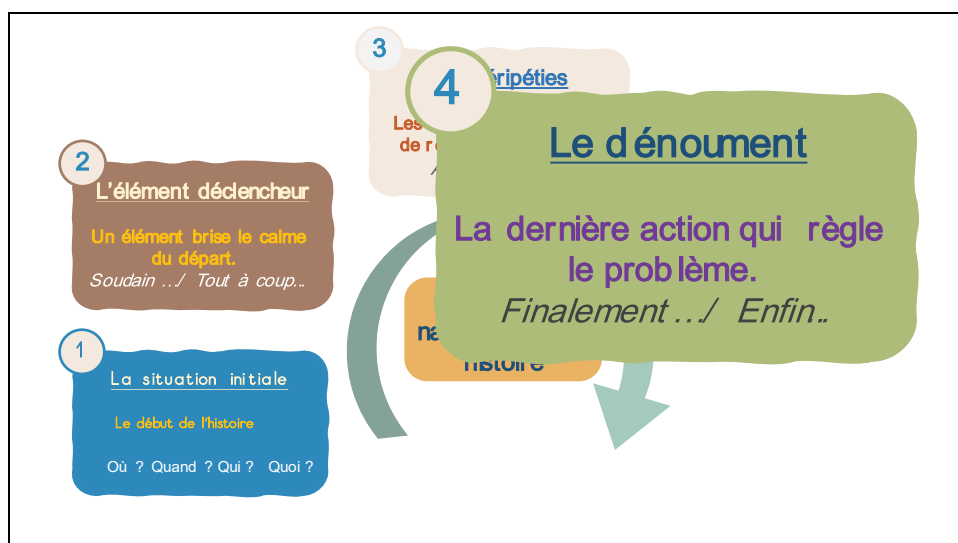 1
La situation initiale
Le début de l'histoire
Où ? Quand ? Qui ? Quoi ?
2
L'élément déclencheur
Un élément brise le calme
du départ.
Soudain .../ Tout à coup...
3
Les
4
Le dénoument
La dernière action qui règle
le problème.
Finalement .../ Enfin...
histoire